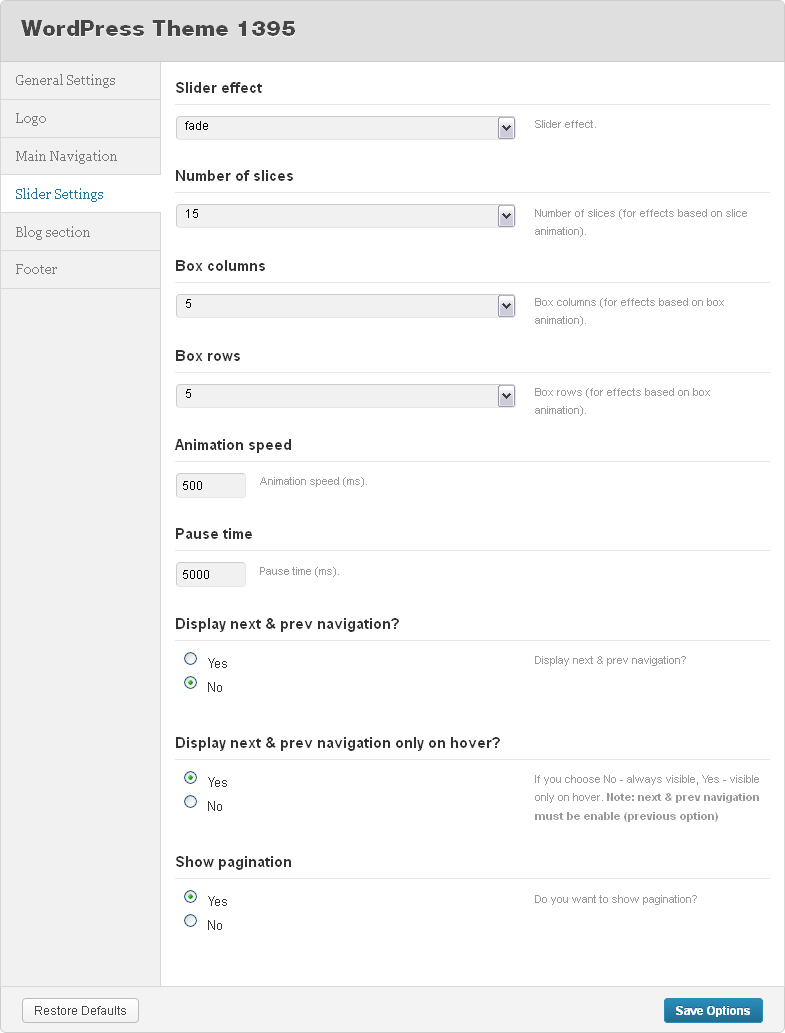 WordPress Theme 1395
General Settings
Logo
Main Navigation
Slider Settings
Blog section
Footer
Slider effect
fade
Slider effect.
Number of slices
15
Number of slices (for effects based on slice
animation).
Box columns
5
Box columns (for effects based on box
animation).
Box rows
5
Box rows (for effects based on box
animation).
Animation speed
500
Animation speed (ms).
Pause time
5000
Pause time (ms).
Display next & prev navigation?
Yes
No
Display next & prev navigation?
Display next & prev navigation only on hover?
Yes
No
If you choose No - always visible, Yes - visible
only on hover. Note: next & prev navigation
must be enable (previous option)
Show pagination
Yes
No
Do you want to show pagination?
Restore Defaults
Save Options